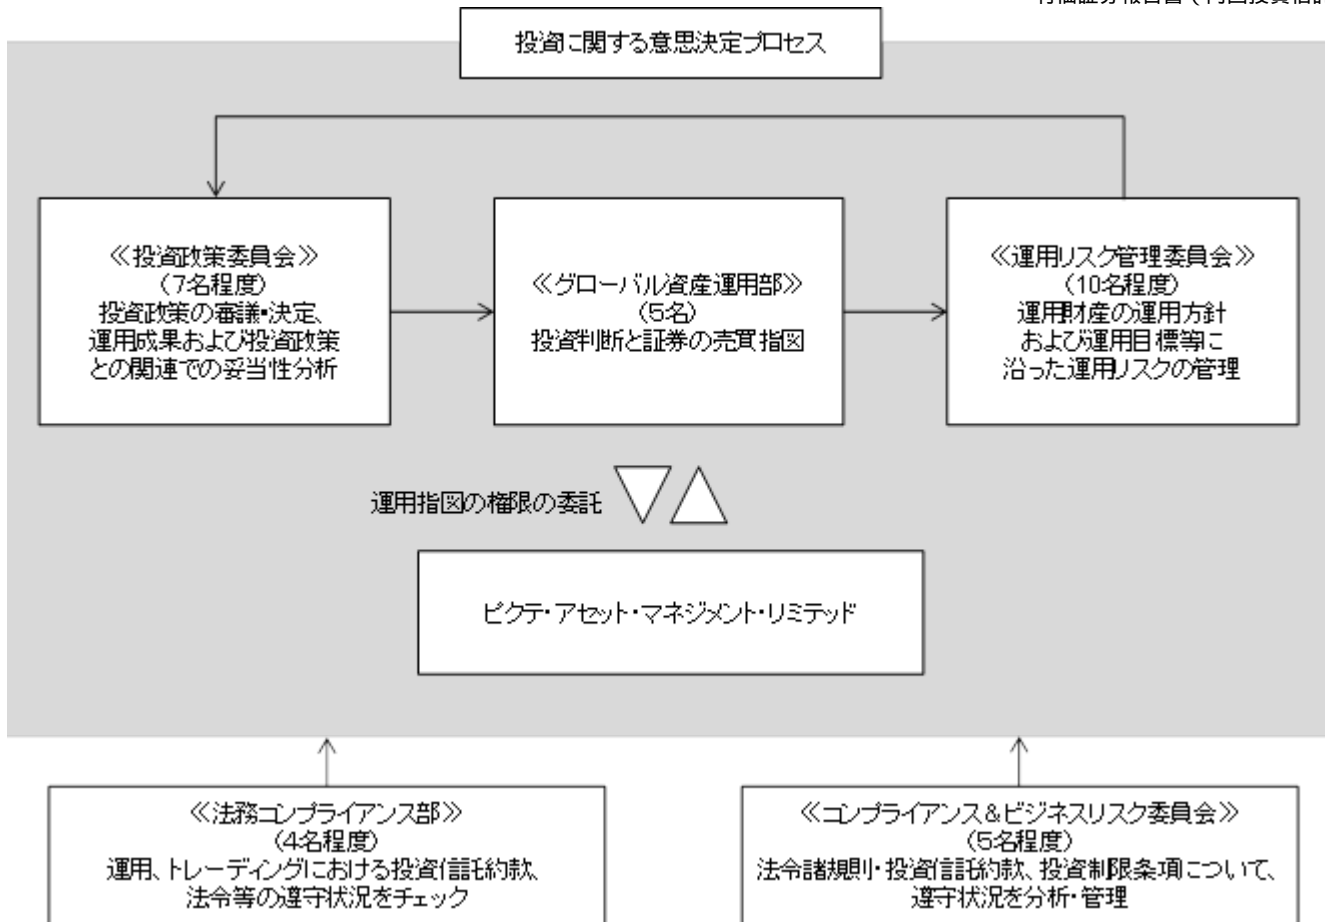 投資に関する意思決定プロセス
≪投資政策委員会≫
(7名程度)
投資政策の審議・決定、
運用成果および投資政策
との関連での妥当性分析
≪グローバル資産運用部≫
(5名)
投資判断と証券の売買指図
≪運用リスク管理委員会≫
(10名程度)
運用財産の運用方針
および運用目標等に
沿った運用リスクの管理
運用指図の権限の委託
ピクテ・アセット・マネジメント・リミテッド
≪法務コンプライアンス部≫
(4名程度)
運用、トレーディングにおける投資信託約款、
法令等の遵守状況をチェック
≪コンプライアンス&ビジネスリスク委員会≫
(5名程度)
法令諸規則・投資信託約款、投資制限条項について、
遵守状況を分析・管理